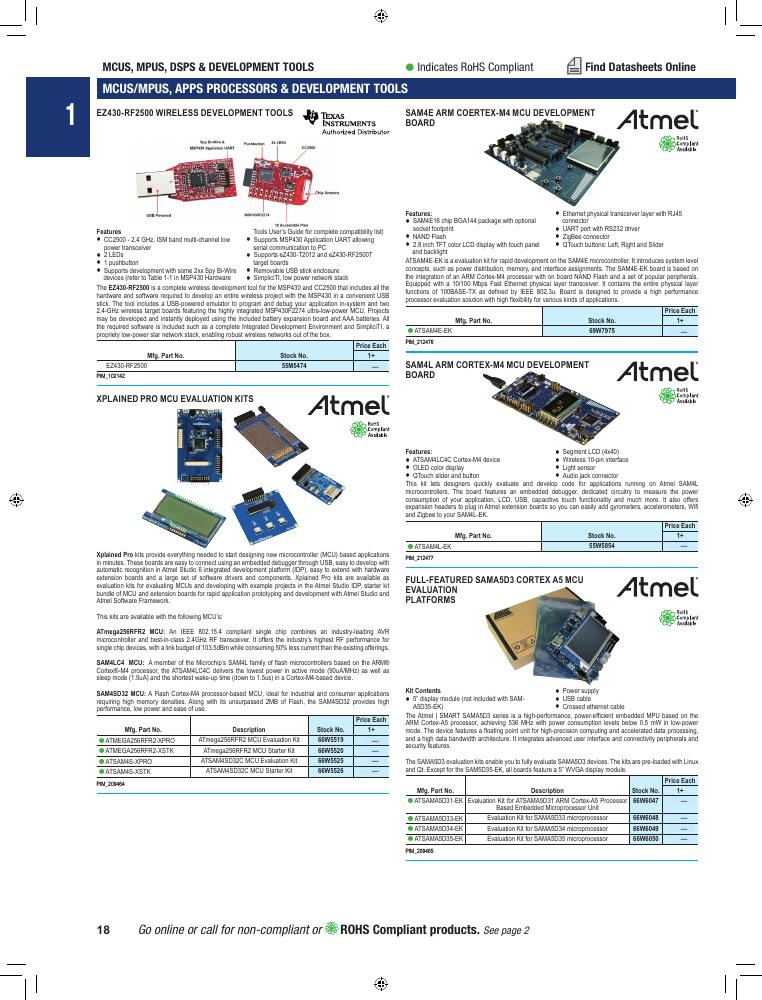 MCUS, MPUS, DSPS & DEVELOPMENT TOOLS
Indicates RoHS Compliant
Find Datasheets Online
MCUS/MPUS, APPS PROCESSORS & DEVELOPMENT TOOLS
1
EZ430-RF2500 WIRELESS DEVELOPMENT TOOLS
TEXAS
INSTRUMENTS
Authorized Distributor
Spy Bi-Wire &
MSP430 Application UART
Pushbutton
2x LEDs
CC2500
Chip Antenna
USB Powered
MSP430F2274
18 Accessible Pins
Features
CC2500 - 2.4 GHz, ISM band multi-channel low
power transceiver
2 LEDs
1 pushbutton
Supports development with some 2xx Spy Bi-Wire
devices (refer to Table 1-1 in MSP430 Hardware
Tools User's Guide for complete compatibility list)
Supports MSP430 Application UART allowing
serial communication to PC
Supports eZ430-T2012 and eZ430-RF2500T
target boards
Removable USB stick enclosure
SimpliciTI, low power network stack
The EZ430-RF2500 is a complete wireless development tool for the MSP430 and CC2500 that includes all the
hardware and software required to develop an entire wireless project with the MSP430 in a convenient USB
stick. The tool includes a USB-powered emulator to program and debug your application in-system and two
2.4-GHz wireless target boards featuring the highly integrated MSP430F2274 ultra-low-power MCU. Projects
may be developed and instantly deployed using the included battery expansion board and AAA batteries. All
the required software is included such as a complete Integrated Development Environment and SimpliciTI, a
propriety low-power star network stack, enabling robust wireless networks out of the box.
Price Each
Mfg. Part No. Stock No. 1+
EZ430-RF2500 55M5474 ---
PIM_102142
XPLAINED PRO MCU EVALUATION KITS
Atmel
RoHS
Compliant
Available
Xplained Pro kits provide everything needed to start designing new microcontroller (MCU) based applications
in minutes. These boards are easy to connect using an embedded debugger through USB, easy to develop with
automatic recognition in Atmel Studio 6 integrated development platform (IDP), easy to extend with hardware
extension boards and a large set of software drivers and components. Xplained Pro kits are available as
evaluation kits for evaluating MCUs and developing with example projects in the Atmel Studio IDP, starter kit
bundle of MCU and extension boards for rapid application prototyping and development with Atmel Studio and
Atmel Software Framework.
This kits are available with the following MCU's:
ATmega256RFR2 MCU: An IEEE 802.15.4 compliant single chip combines an industry-leading AVR
microcontroller and best-in-class 2.4GHz RF transceiver. It offers the industry's highest RF performance for
single chip devices, with a link budget of 103.5dBm while consuming 50% less current than the existing offerings.
SAM4LC4 MCU: A member of the Microchip's SAM4L family of flash microcontrollers based on the ARM®
Cortex®-M4 processor, the ATSAM4LC4C delivers the lowest power in active mode (90uA/MHz) as well as
sleep mode (1.5uA) and the shortest wake-up time (down to 1.5us) in a Cortex-M4-based device.
SAM4SD32 MCU: A Flash Cortex-M4 processor-based MCU, ideal for industrial and consumer applications
requiring high memory densities. Along with its unsurpassed 2MB of Flash, the SAM4SD32 provides high
performance, low power and ease of use.
Price Each
Mfg. Part No. Description Stock No. 1+
ATMEGA256RFR2-XPRO ATmega256RFR2 MCU Evaluation Kit 66W5519 ---
ATMEGA256RFR2-XSTK ATmega256RFR2 MCU Starter Kit 66W5520 ---
ATSAM4S-XPRO ATSAM4SD32C MCU Evaluation Kit 66W5525 ---
ATSAM4S-XSTK ATSAM4SD32C MCU Starter Kit 66W5526 ---
PIM_209464
SAM4E ARM COERTEX-M4 MCU DEVELOPMENT
BOARD
Atmel
RoHS
Compliant
Available
Features:
SAM4E16 chip BGA144 package with optional
socket footprint
NAND Flash
2.8 inch TFT color LCD display with touch panel
and backlight
Ethernet physical transceiver layer with RJ45
connector
UART port with RS232 driver
ZigBee connector
QTouch buttons: Left, Right and Slider
ATSAM4E-EK is a evaluation kit for rapid development on the SAM4E microcontroller. It introduces system level
concepts, such as power distribution, memory, and interface assignments. The SAM4E-EK board is based on
the integration of an ARM Cortex-M4 processor with on board NAND Flash and a set of popular peripherals.
Equipped with a 10/100 Mbps Fast Ethernet physical layer transceiver. It contains the entire physical layer
functions of 100BASE-TX as defined by IEEE 802.3u. Board is designed to provide a high performance
processor evaluation solution with high flexibility for various kinds of applications.
Price Each
Mfg. Part No. Stock No. 1+
ATSAM4E-EK 69W7975 ---
PIM_212476
SAM4L ARM CORTEX-M4 MCU DEVELOPMENT
BOARD
Atmel
RoHS
Compliant
Available
Features:
ATSAM4LC4C Cortex-M4 device
OLED color display
QTouch slider and button
Segment LCD (4x40)
Wireless 10-pin interface
Light sensor
Audio jack connector
This kit lets designers quickly evaluate and develop code for applications running on Atmel SAM4L
microcontrollers. The board features an embedded debugger, dedicated circuitry to measure the power
consumption of your application, LCD, USB, capacitive touch functionality and much more. It also offers
expansion headers to plug in Atmel extension boards so you can easily add gyrometers, accelerometers, Wifi
and Zigbee to your SAM4L-EK.
Price Each
Mfg. Part No. Stock No. 1+
ATSAM4L-EK 55W5854 ---
PIM_212477
FULL-FEATURED SAMA5D3 CORTEX A5 MCU
EVALUATION
PLATFORMS
Atmel
RoHS
Compliant
Available
Kit Contents
5" display module (not included with SAM-
A5D35-EK)
Power supply
USB cable
Crossed ethernet cable
The Atmel | SMART SAMA5D3 series is a high-performance, power-efficient embedded MPU based on the
ARM Cortex-A5 processor, achieving 536 MHz with power consumption levels below 0.5 mW in low-power
mode. The device features a floating point unit for high-precision computing and accelerated data processing,
and a high data bandwidth architecture. It integrates advanced user interface and connectivity peripherals and
security features.
The SAMA5D3 evaluation kits enable you to fully evaluate SAMA5D3 devices. The kits are pre-loaded with Linux
and Qt. Except for the SAM5D35-EK, all boards feature a 5" WVGA display module.
Price Each
Mfg. Part No. Description Stock No. 1+
ATSAMA5D31-EK Evaluation Kit for ATSAMA5D31 ARM Cortex-A5 Processor
Based Embedded Microprocessor Unit 66W6047 ---
ATSAMA5D33-EK Evaluation Kit for SAMA5D33 microprocessor 66W6048 ---
ATSAMA5D34-EK Evaluation Kit for SAMA5D34 microprocessor 66W6049 ---
ATSAMA5D35-EK Evaluation Kit for SAMA5D35 microprocessor 66W6050 ---
PIM_209465
18
Go online or call for non-compliant or ROHS Compliant products. See page 2